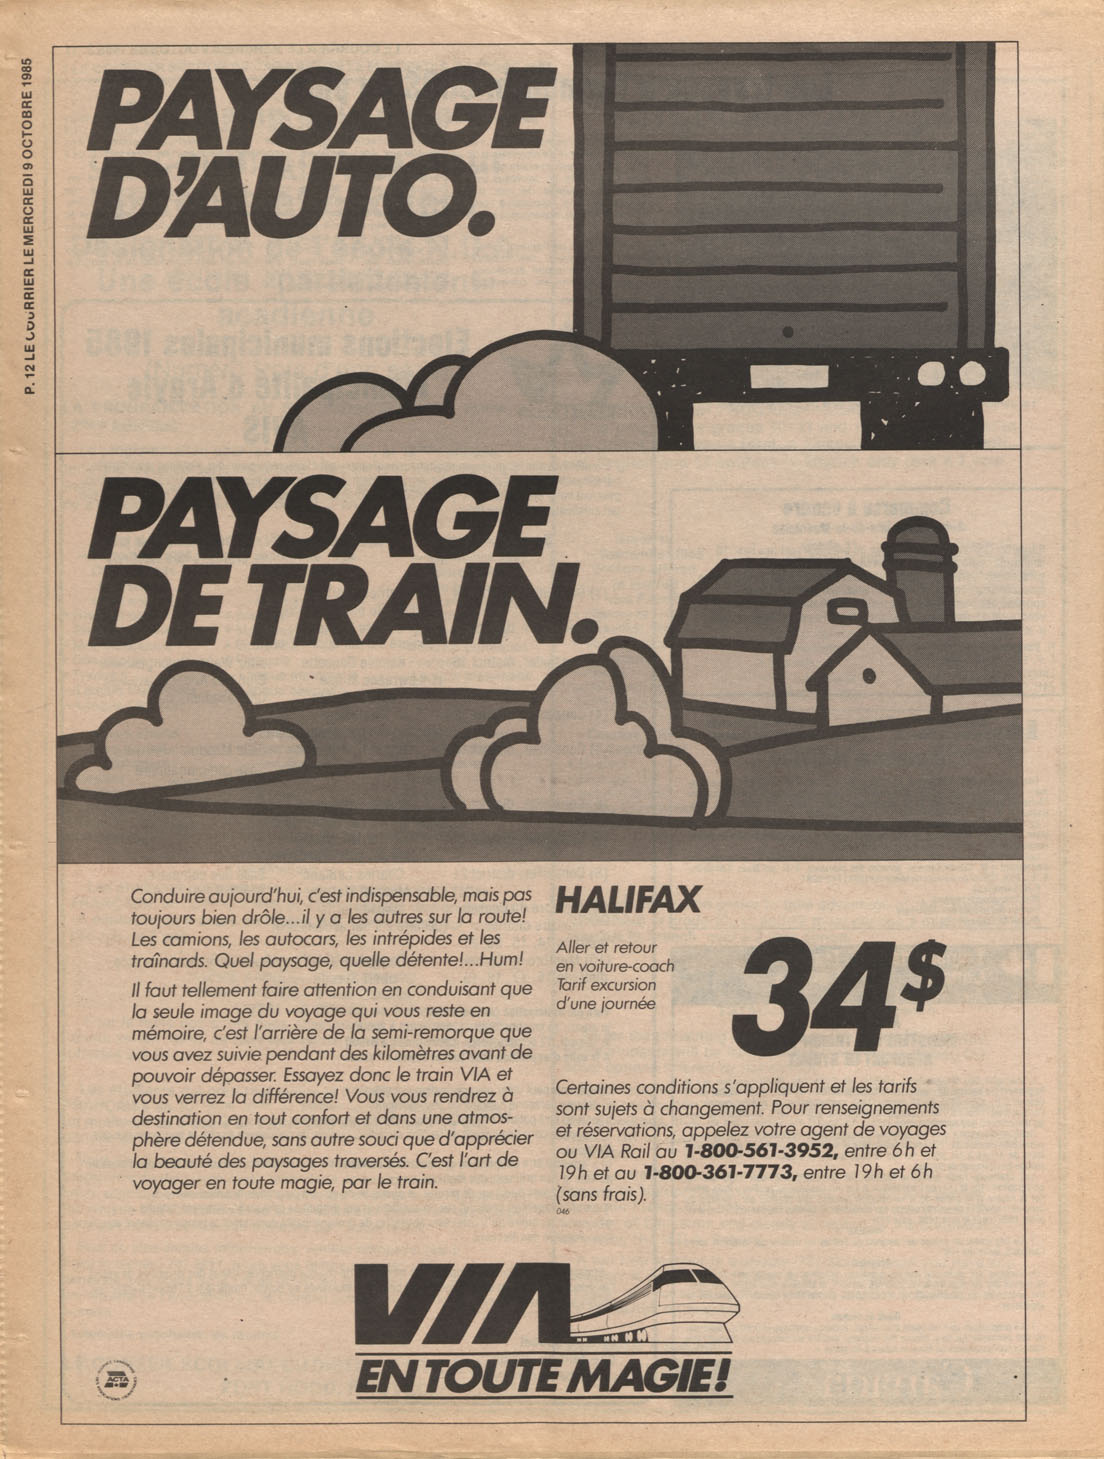 P. 12 LE COURRIER LE MERCREDI 9 OCTOBRE 1985
PAYSAGE
D'AUTO.
PAYSAGE
DE TRAIN.
Conduire aujourd'hui, c'est indispensable, mais pas
toujours bien drôle...il y a les autres sur la route!
Les camions, les autocars, les intrépides et les
traînards. Quel paysage, quelle détente!...Hum!
Il faut tellement faire attention en conduisant que
la seule image du voyage qui vous reste en
mémoire, c'est l'arrière de la semi-remorque que
vous avez suivie pendant des kilomètres avant de
pouvoir dépasser. Essayez donc le train VIA et
vous verrez la différence! Vous vous rendrez à
destination en tout confort et dans une atmos-
phère détendue, sans autre souci que d'apprécier
la beauté des paysages traversés. C'est l'art de
voyager en toute magie, par le train.
HALIFAX
Aller et retour
en voiture-coach
Tarif excursion
d'une journée
34$
Certaines conditions s'appliquent et les tarifs
sont sujets à changement. Pour renseignements
et réservations, appelez votre agent de voyages
ou VIA Rail au 1-800-561-3952, entre 6h et
19h et au 1-800-361-7773, entre 19h et 6h
(sans frais).
046
VIA
EN TOUTE MAGIE!
ACTA